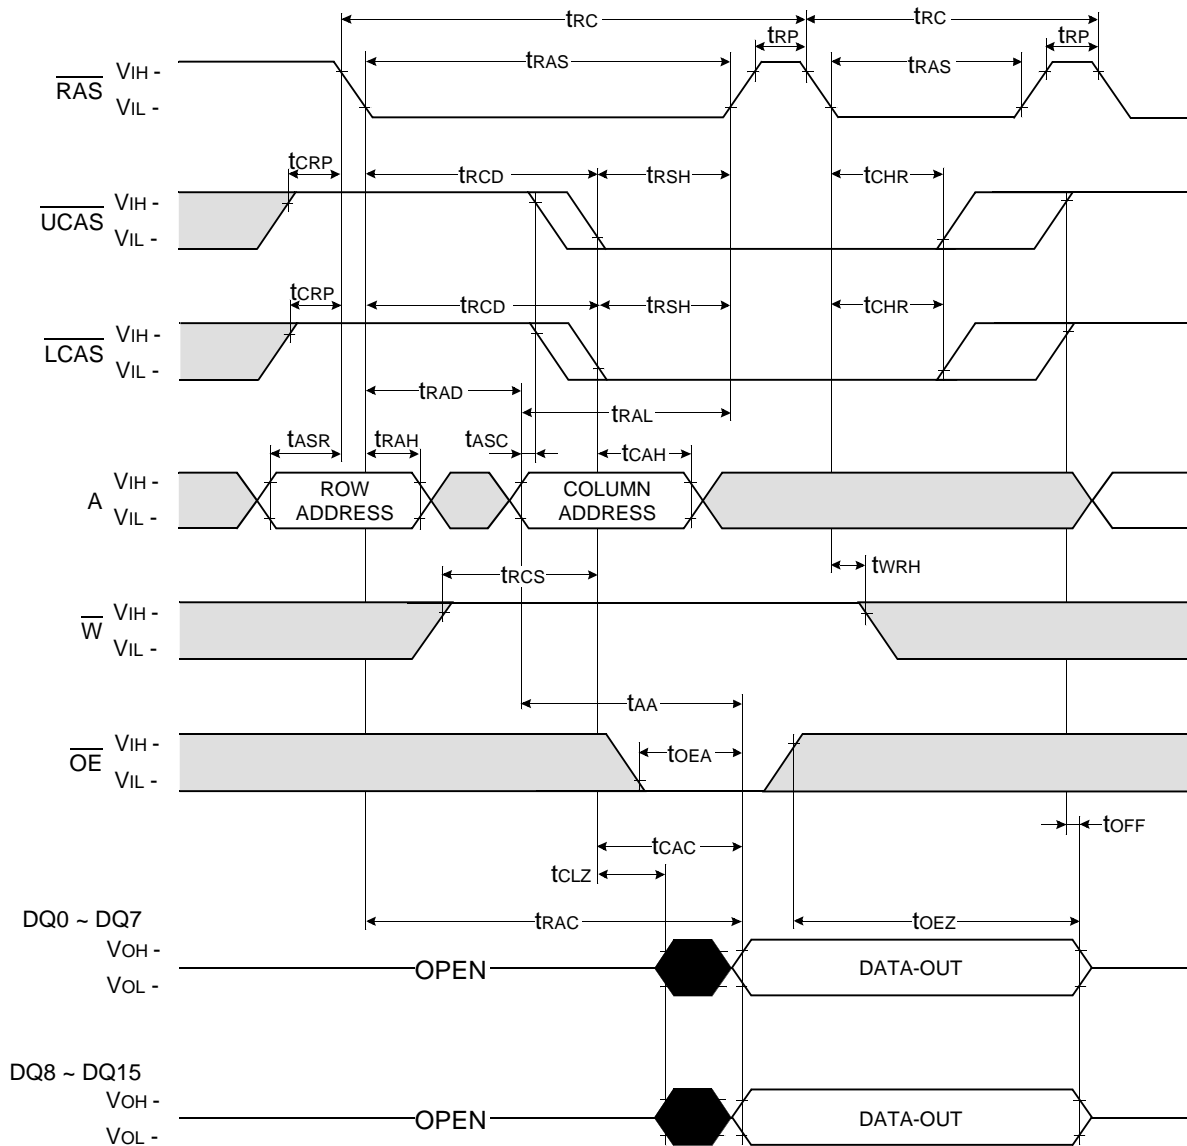 tRC tRC
tRP tRP
tRAS tRAS
RAS VIH -
VIL -
tCRP tRCD tRSH tCHR
UCAS VIH -
VIL -
tCRP tRCD tRSH tCHR
LCAS VIH -
VIL -
tRAD
tRAL
tASR tRAH tASC tCAH
A VIH -
VIL -
ROW
ADDRESS
COLUMN
ADDRESS
tRCS tWRH
W VIH -
VIL -
tAA
OE VIH -
VIL -
tOEA
tOFF
tCAC
tCLZ
tRAC tOEZ
DQ0 ~ DQ7
VOH -
VOL -
OPEN DATA-OUT
DQ8 ~ DQ15
VOH -
VOL -
OPEN DATA-OUT